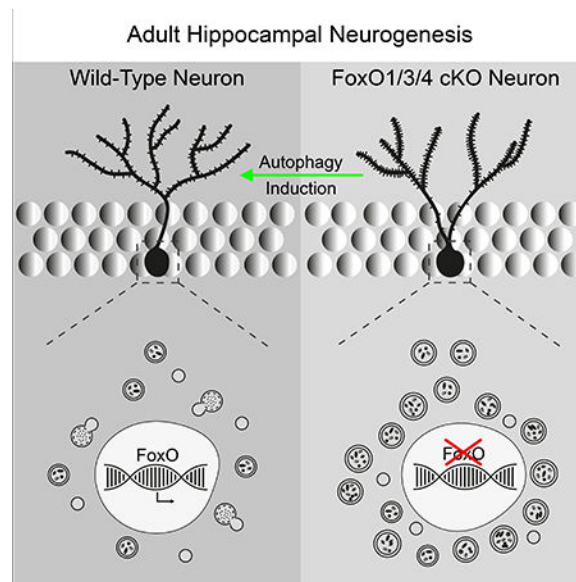 Adult Hippocampal Neurogenesis
Wild-Type Neuron
FoxO1/3/4 cKO Neuron
Autophagy
Induction
FoxO
FoxO